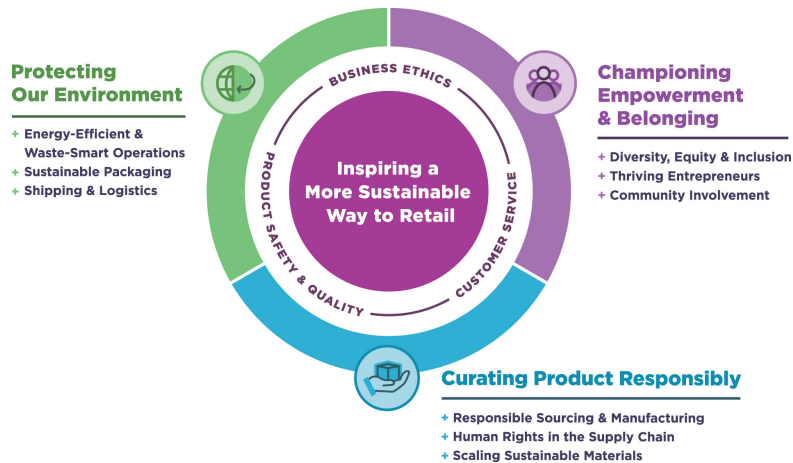 Protecting
Our Environment
+ Energy-Efficient &
Waste-Smart Operations
+ Sustainable Packaging
+ Shipping & Logistics
BUSINESS ETHICS
PRODUCT SAFETY & QUALITY
CUSTOMER SERVICE
Inspiring a
More Sustainable
Way to Retail
Championing
Empowerment
& Belonging
+ Diversity, Equity & Inclusion
+ Thriving Entrepreneurs
+ Community Involvement
Curating Product Responsibly
+ Responsible Sourcing & Manufacturing
+ Human Rights in the Supply Chain
+ Scaling Sustainable Materials